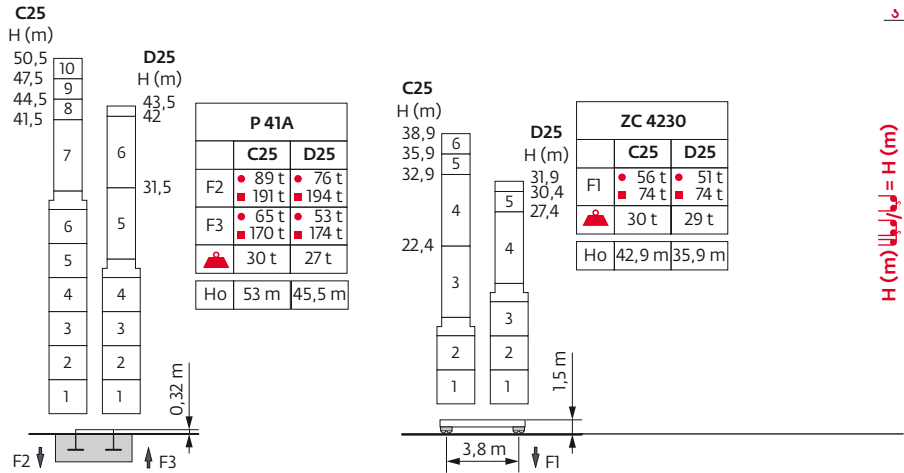 C25
H (m)
50,5
47,5
44,5
41,5
10
9
8
7
6
5
4
3
2
1
D25
H (m)
43,5
42
31,5
6
5
4
3
2
1
0,32 m
F2
F3
P 41A
C25 D25
F2 89 t 76 t
191 t 194 t
F3 65 t 53 t
170 t 174 t
30 t 27 t
Ho 53 m 45,5 m
C25
H (m)
38,9
35,9
32,9
22,4
6
5
4
3
2
1
D25
H (m)
31,9
30,4
27,4
5
4
3
2
1
1,5 m
3,8 m
F1
ZC 4230
C25 D25
F1 56 t 51 t
74 t 74 t
30 t 29 t
Ho 42,9 m 35,9 m
H (m)
= H (m)